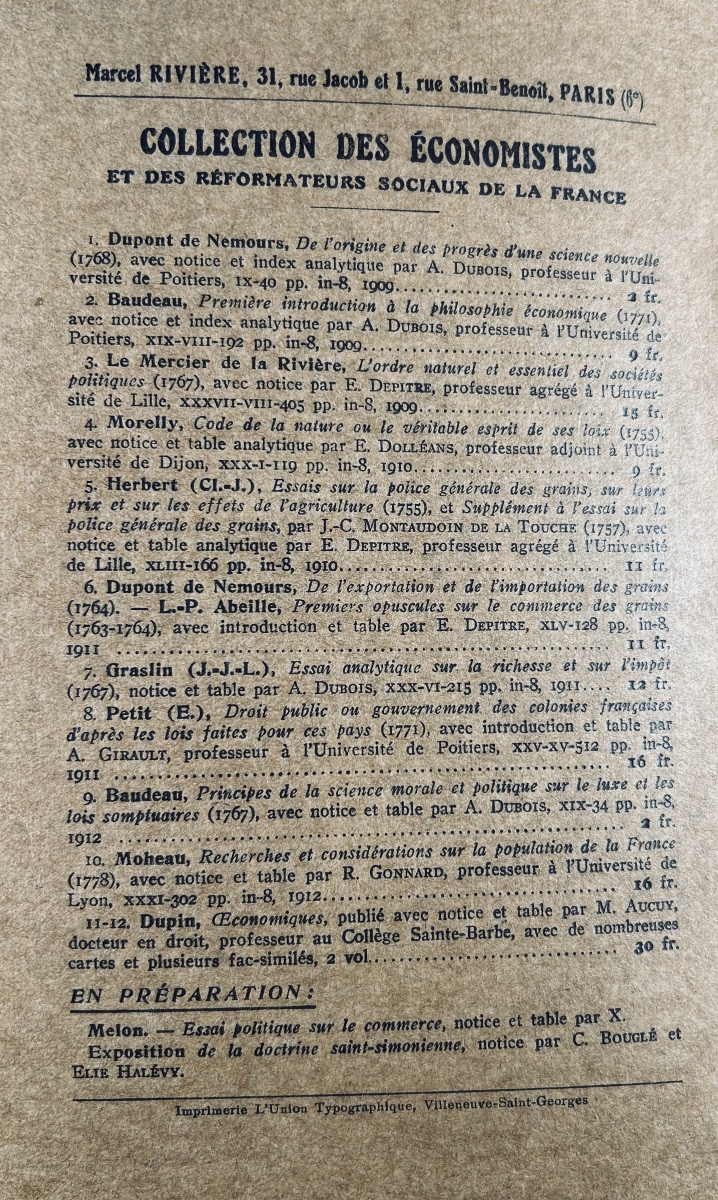 Marcel RIVIÈRE, 31, rue Jacob et 1, rue Saint-Benoît, PARIS (6e)
COLLECTION DES ÉCONOMISTES
ET DES RÉFORMATEURS SOCIAUX DE LA FRANCE
1. Dupont de Nemours, De l'origine et des progrès d'une science nouvelle
(1768), avec notice et index analytique par A. DUBOIS, professeur à l'Uni-
versité de Poitiers, IX-40 pp. in-8, 1909........................ 2 fr.
2. Baudeau, Première introduction à la philosophie économique (1771),
avec notice et index analytique par A. DUBOIS, professeur à l'Université de
Poitiers, XIX-VIII-192 pp. in-8, 1909........................ 9 fr.
3. Le Mercier de la Rivière, L'ordre naturel et essentiel des sociétés
politiques (1767), avec notice par E. DEPITRE, professeur agrégé à l'Univer-
sité de Lille, XXXVII-VIII-405 pp. in-8, 1909........................ 15 fr.
4. Morelly, Code de la nature ou le véritable esprit de ses loix (1755),
avec notice et table analytique par E. DOLLÉANS, professeur adjoint à l'Uni-
versité de Dijon, XXX-I-119 pp. in-8, 1910........................ 9 fr.
5. Herbert (Cl.-J.), Essais sur la police générale des grains, sur leurs
prix et sur les effets de l'agriculture (1755), et Supplément à l'essai sur la
police générale des grains, par J.-C. MONTAUDOIN DE LA TOUCHE (1757), avec
notice et table analytique par E. DEPITRE, professeur agrégé à l'Université
de Lille, XLIII-166 pp. in-8, 1910........................ 11 fr.
6. Dupont de Nemours, De l'exportation et de l'importation des grains
(1764). — L.-P. Abeille, Premiers opuscules sur le commerce des grains
(1763-1764), avec introduction et table par E. DEPITRE, XLV-128 pp. in-8,
1911 ........................ 11 fr.
7. Graslin (J.-J.-L.), Essai analytique sur la richesse et sur l'impôt
(1767), notice et table par A. DUBOIS, XXX-VI-215 pp. in-8, 1911.... 12 fr.
8. Petit (E.), Droit public ou gouvernement des colonies françaises
d'après les lois faites pour ces pays (1771), avec introduction et table par
A. GIRAULT, professeur à l'Université de Poitiers, XXV-XV-512 pp. in-8,
1911 ........................ 16 fr.
9. Baudeau, Principes de la science morale et politique sur le luxe et les
lois somptuaires (1767), avec notice et table par A. DUBOIS, XIX-34 pp. in-8,
1912 ........................ 2 fr.
10. Moheau, Recherches et considérations sur la population de la France
(1778), avec notice et table par R. GONNARD, professeur à l'Université de
Lyon, XXXI-302 pp. in-8, 1912........................ 16 fr.
11-12. Dupin, Œconomiques, publié avec notice et table par M. AUCUY,
docteur en droit, professeur au Collège Sainte-Barbe, avec de nombreuses
cartes et plusieurs fac-similés, 2 vol........................ 30 fr.
EN PRÉPARATION :
Melon. — Essai politique sur le commerce, notice et table par X.
Exposition de la doctrine saint-simonienne, notice par C. BOUGLÉ et
ELIE HALÉVY.
Imprimerie L'Union Typographique, Villeneuve-Saint-Georges